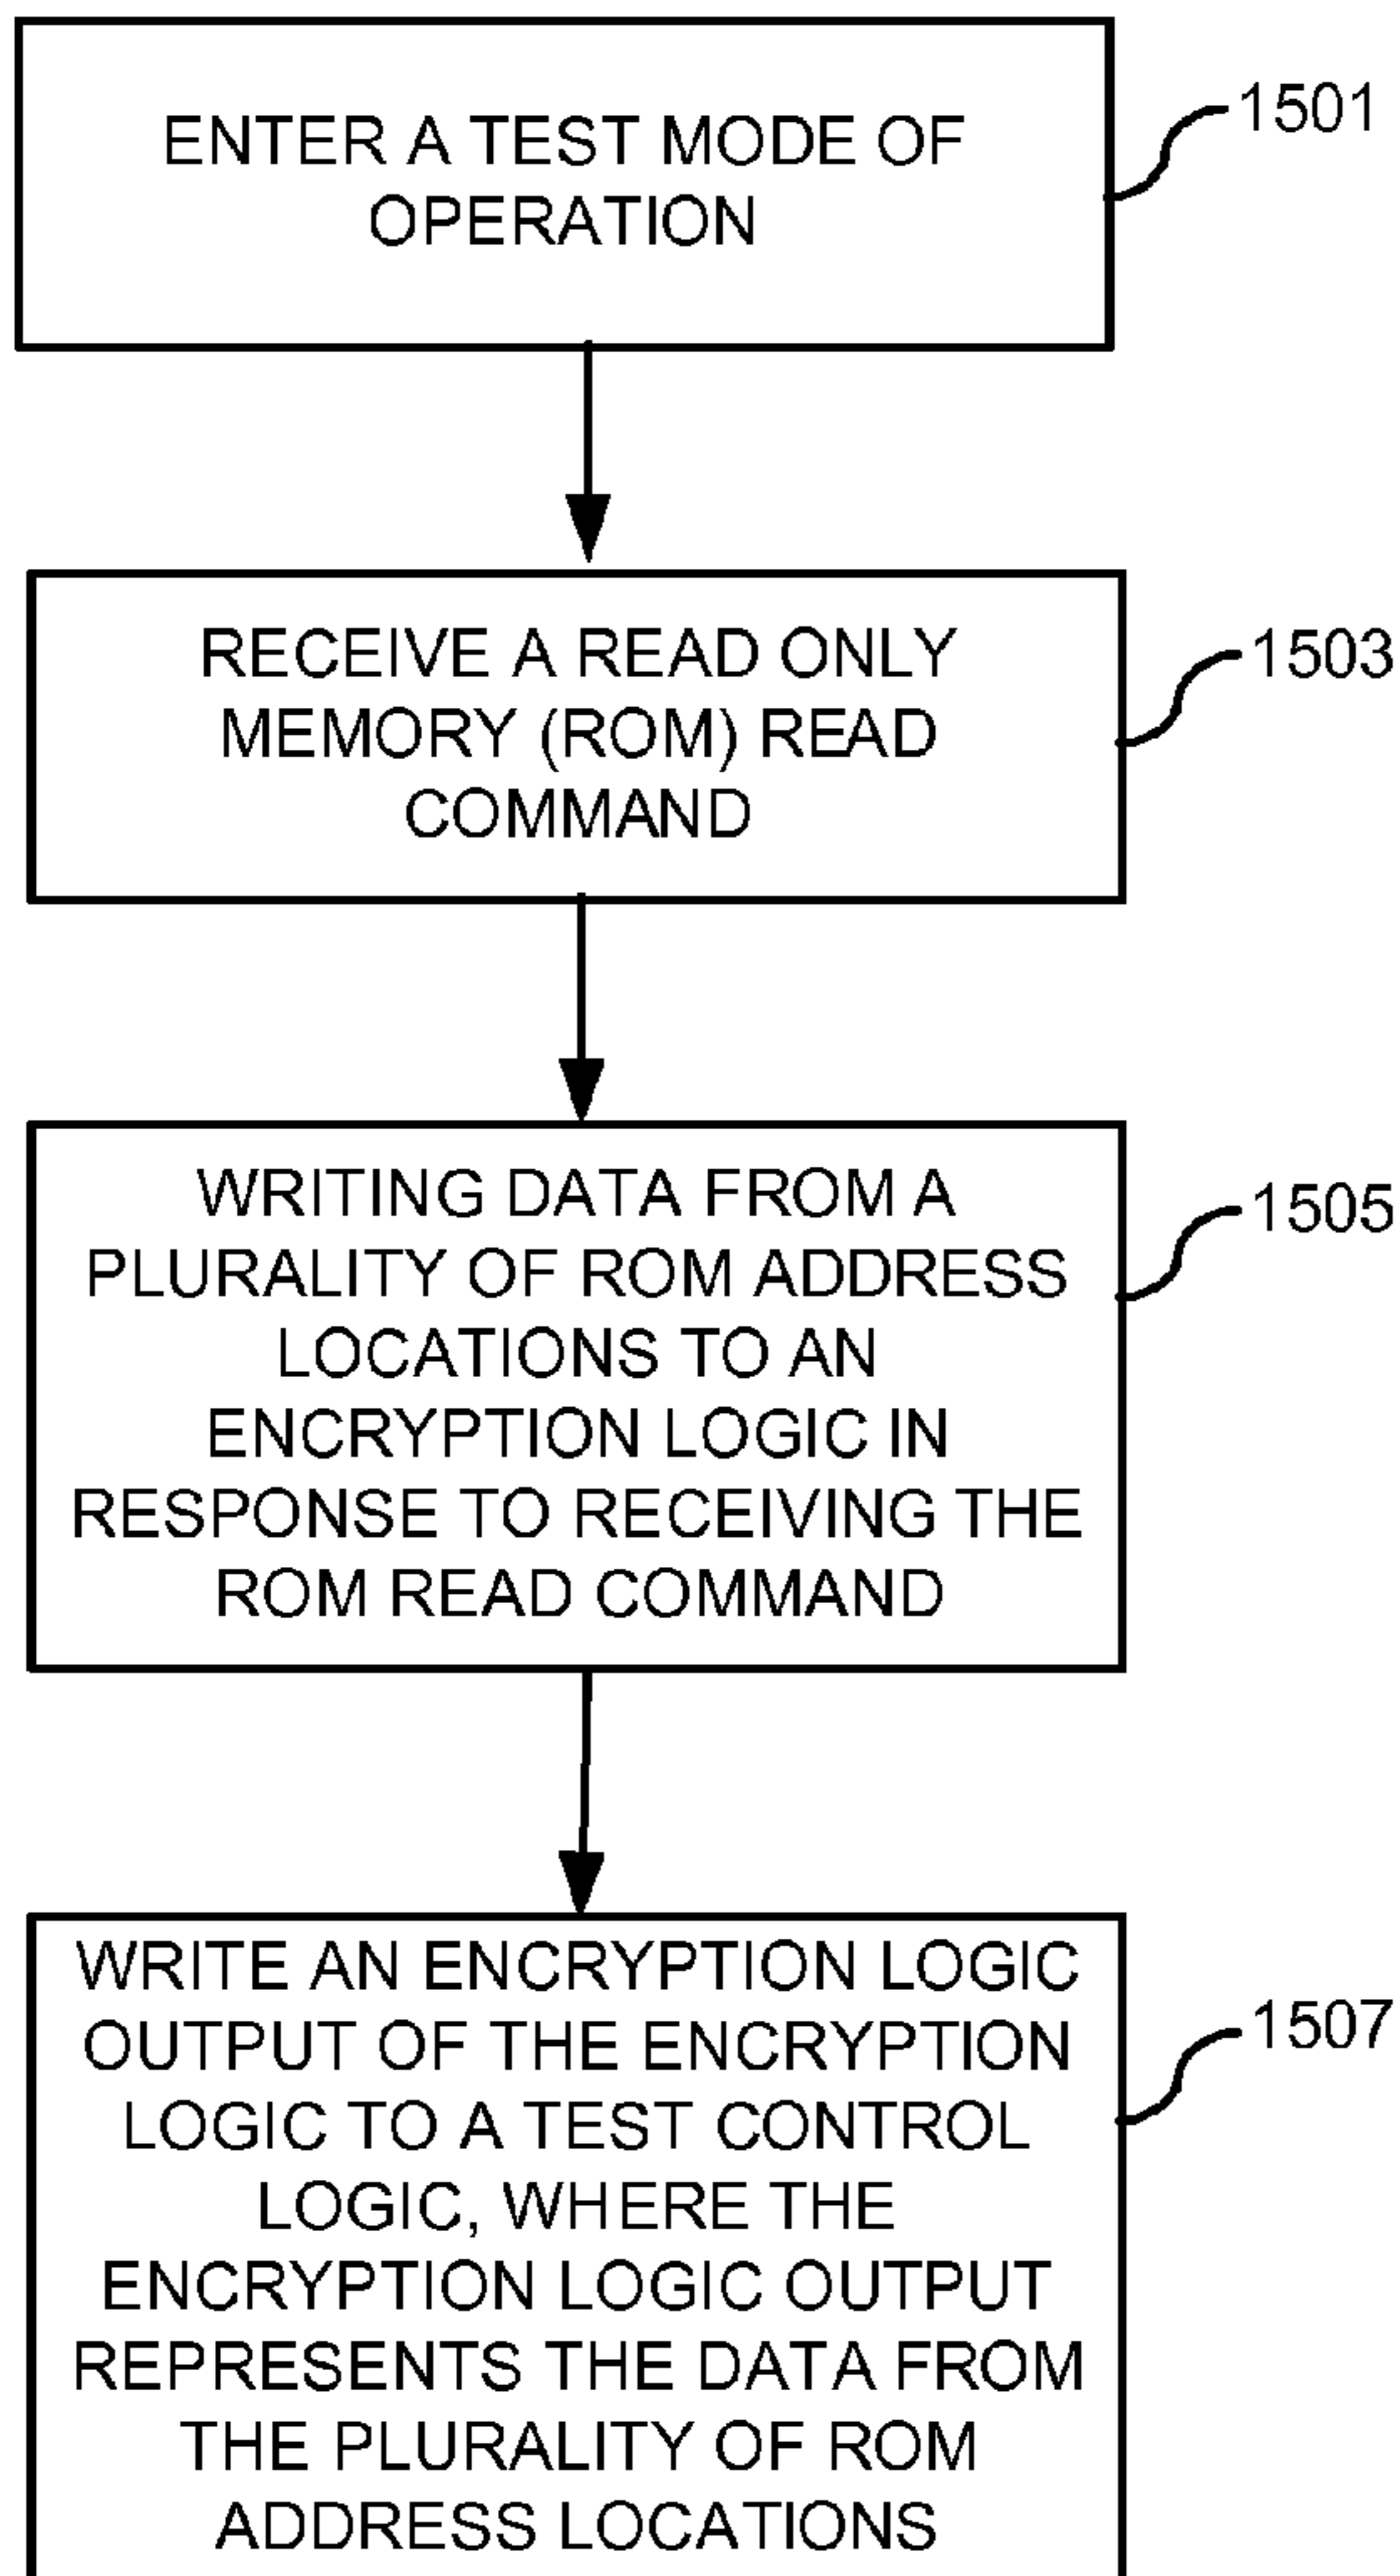 ENTER A TEST MODE OF
OPERATION
1501
RECEIVE A READ ONLY
MEMORY (ROM) READ
COMMAND
1503
WRITING DATA FROM A
PLURALITY OF ROM ADDRESS
LOCATIONS TO AN
ENCRYPTION LOGIC IN
RESPONSE TO RECEIVING THE
ROM READ COMMAND
1505
WRITE AN ENCRYPTION LOGIC
OUTPUT OF THE ENCRYPTION
LOGIC TO A TEST CONTROL
LOGIC, WHERE THE
ENCRYPTION LOGIC OUTPUT
REPRESENTS THE DATA FROM
THE PLURALITY OF ROM
ADDRESS LOCATIONS
1507